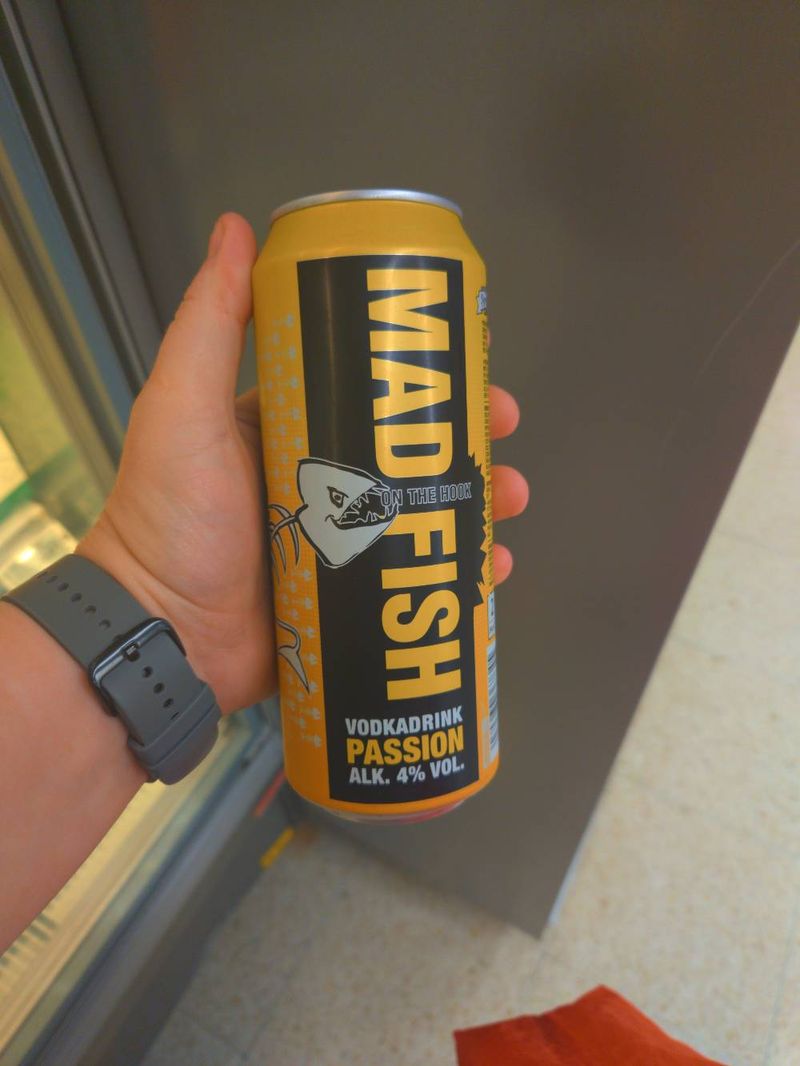 MAD
ON THE HOOK
FISH
VODKADRINK
PASSION
ALK. 4% VOL.